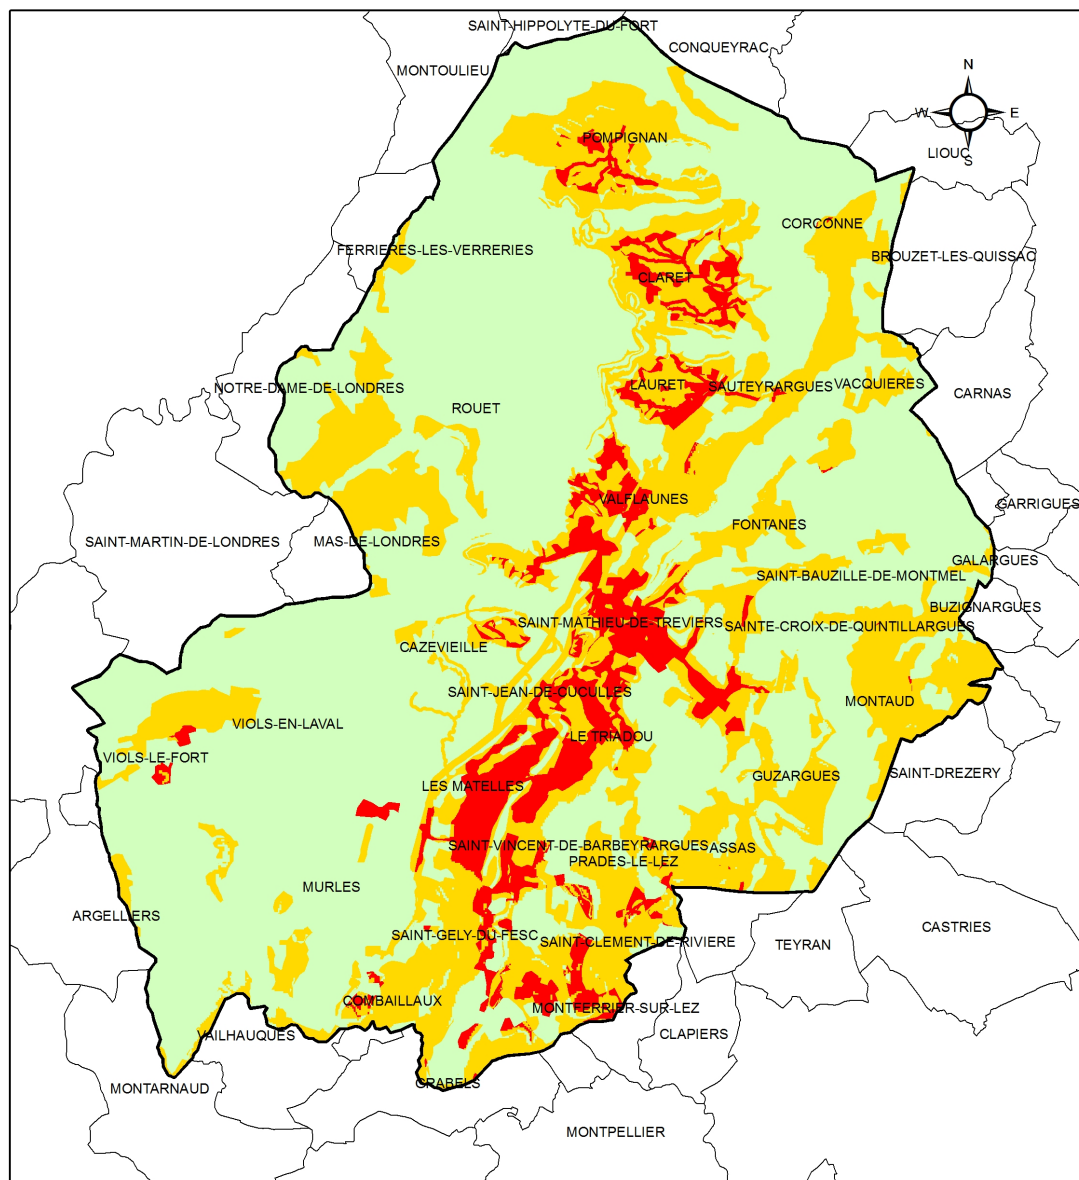 SAINT-HIPPOLYTE-DU-FORT
CONQUEYRAC
MONTOULIEU
N
W
E
S
LIOUC
POMPIGNAN
CORCONNE
FERRIERES-LES-VERRERIES
BROUZET-LES-QUISSAC
CLARET
NOTRE-DAME-DE-LONDRES
LAURET
SAUTEYRARGUES
VACQUIERES
CARNAS
ROUET
VALFLAUNES
GARRIGUES
FONTANES
SAINT-MARTIN-DE-LONDRES
MAS-DE-LONDRES
GALARGUES
SAINT-BAUZILLE-DE-MONTMEL
BUZIGNARGUES
SAINT-MATHIEU-DE-TREVIERS
SAINTE-CROIX-DE-QUINTILLARGUES
CAZEVIEILLE
SAINT-JEAN-DE-CUCULLES
MONTAUD
VIOLS-EN-LAVAL
LE TRIADOU
VIOLS-LE-FORT
GUZARGUES
SAINT-DREZERY
LES MATELLES
SAINT-VINCENT-DE-BARBEYRARGUES
ASSAS
PRADES-LE-LEZ
MURLES
ARGELLIERS
CASTRIES
SAINT-GELY-DU-FESC
SAINT-CLEMENT-DE-RIVIERE
TEYRAN
COMBAILLAUX
MONTFERRIER-SUR-LEZ
VAILHAUQUES
CLAPIERS
GRABELS
MONTARNAUD
MONTPELLIER